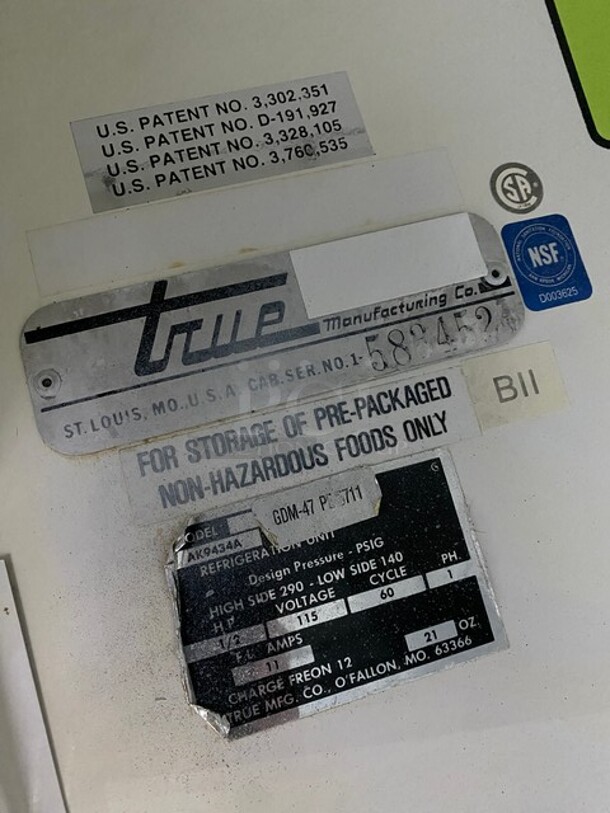 U.S. PATENT NO. 3,302,351
U.S. PATENT NO. D-191,927
U.S. PATENT NO. 3,328,105
U.S. PATENT NO. 3,760,535
SA
NSF
D003625
True Manufacturing Co.
ST. LOUIS, MO., U.S.A. CAB. SER. NO. 1-
FOR STORAGE OF PRE-PACKAGED
NON-HAZARDOUS FOODS ONLY
BII
GDM-47
AK9434A
REFRIGERATION UNIT
Design Pressure - PSIG
HIGH SIDE 290 - LOW SIDE 140
H.P. VOLTAGE CYCLE PH.
1/2 115 60 1
F.L. AMPS
11 21 OZ.
CHARGE FREON 12
TRUE MFG. CO., O'FALLON, MO. 63366